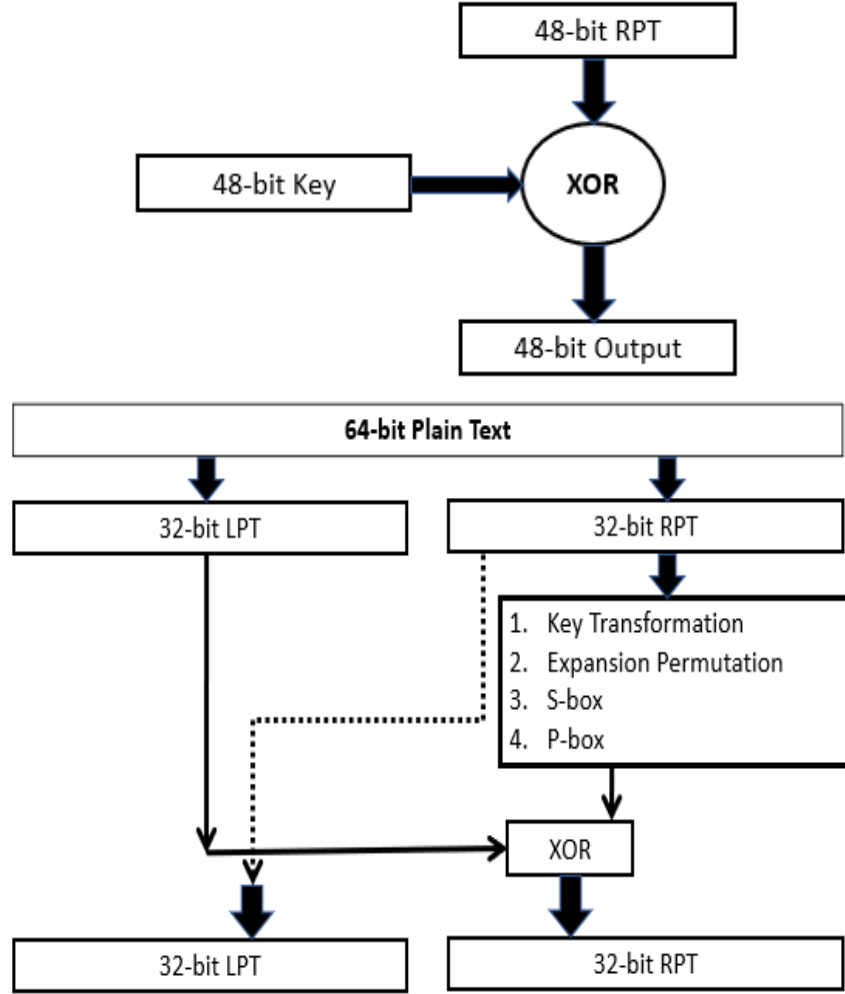 48-bit RPT
48-bit Key
XOR
48-bit Output
64-bit Plain Text
32-bit LPT
32-bit RPT
1. Key Transformation
2. Expansion Permutation
3. S-box
4. P-box
XOR
32-bit LPT
32-bit RPT